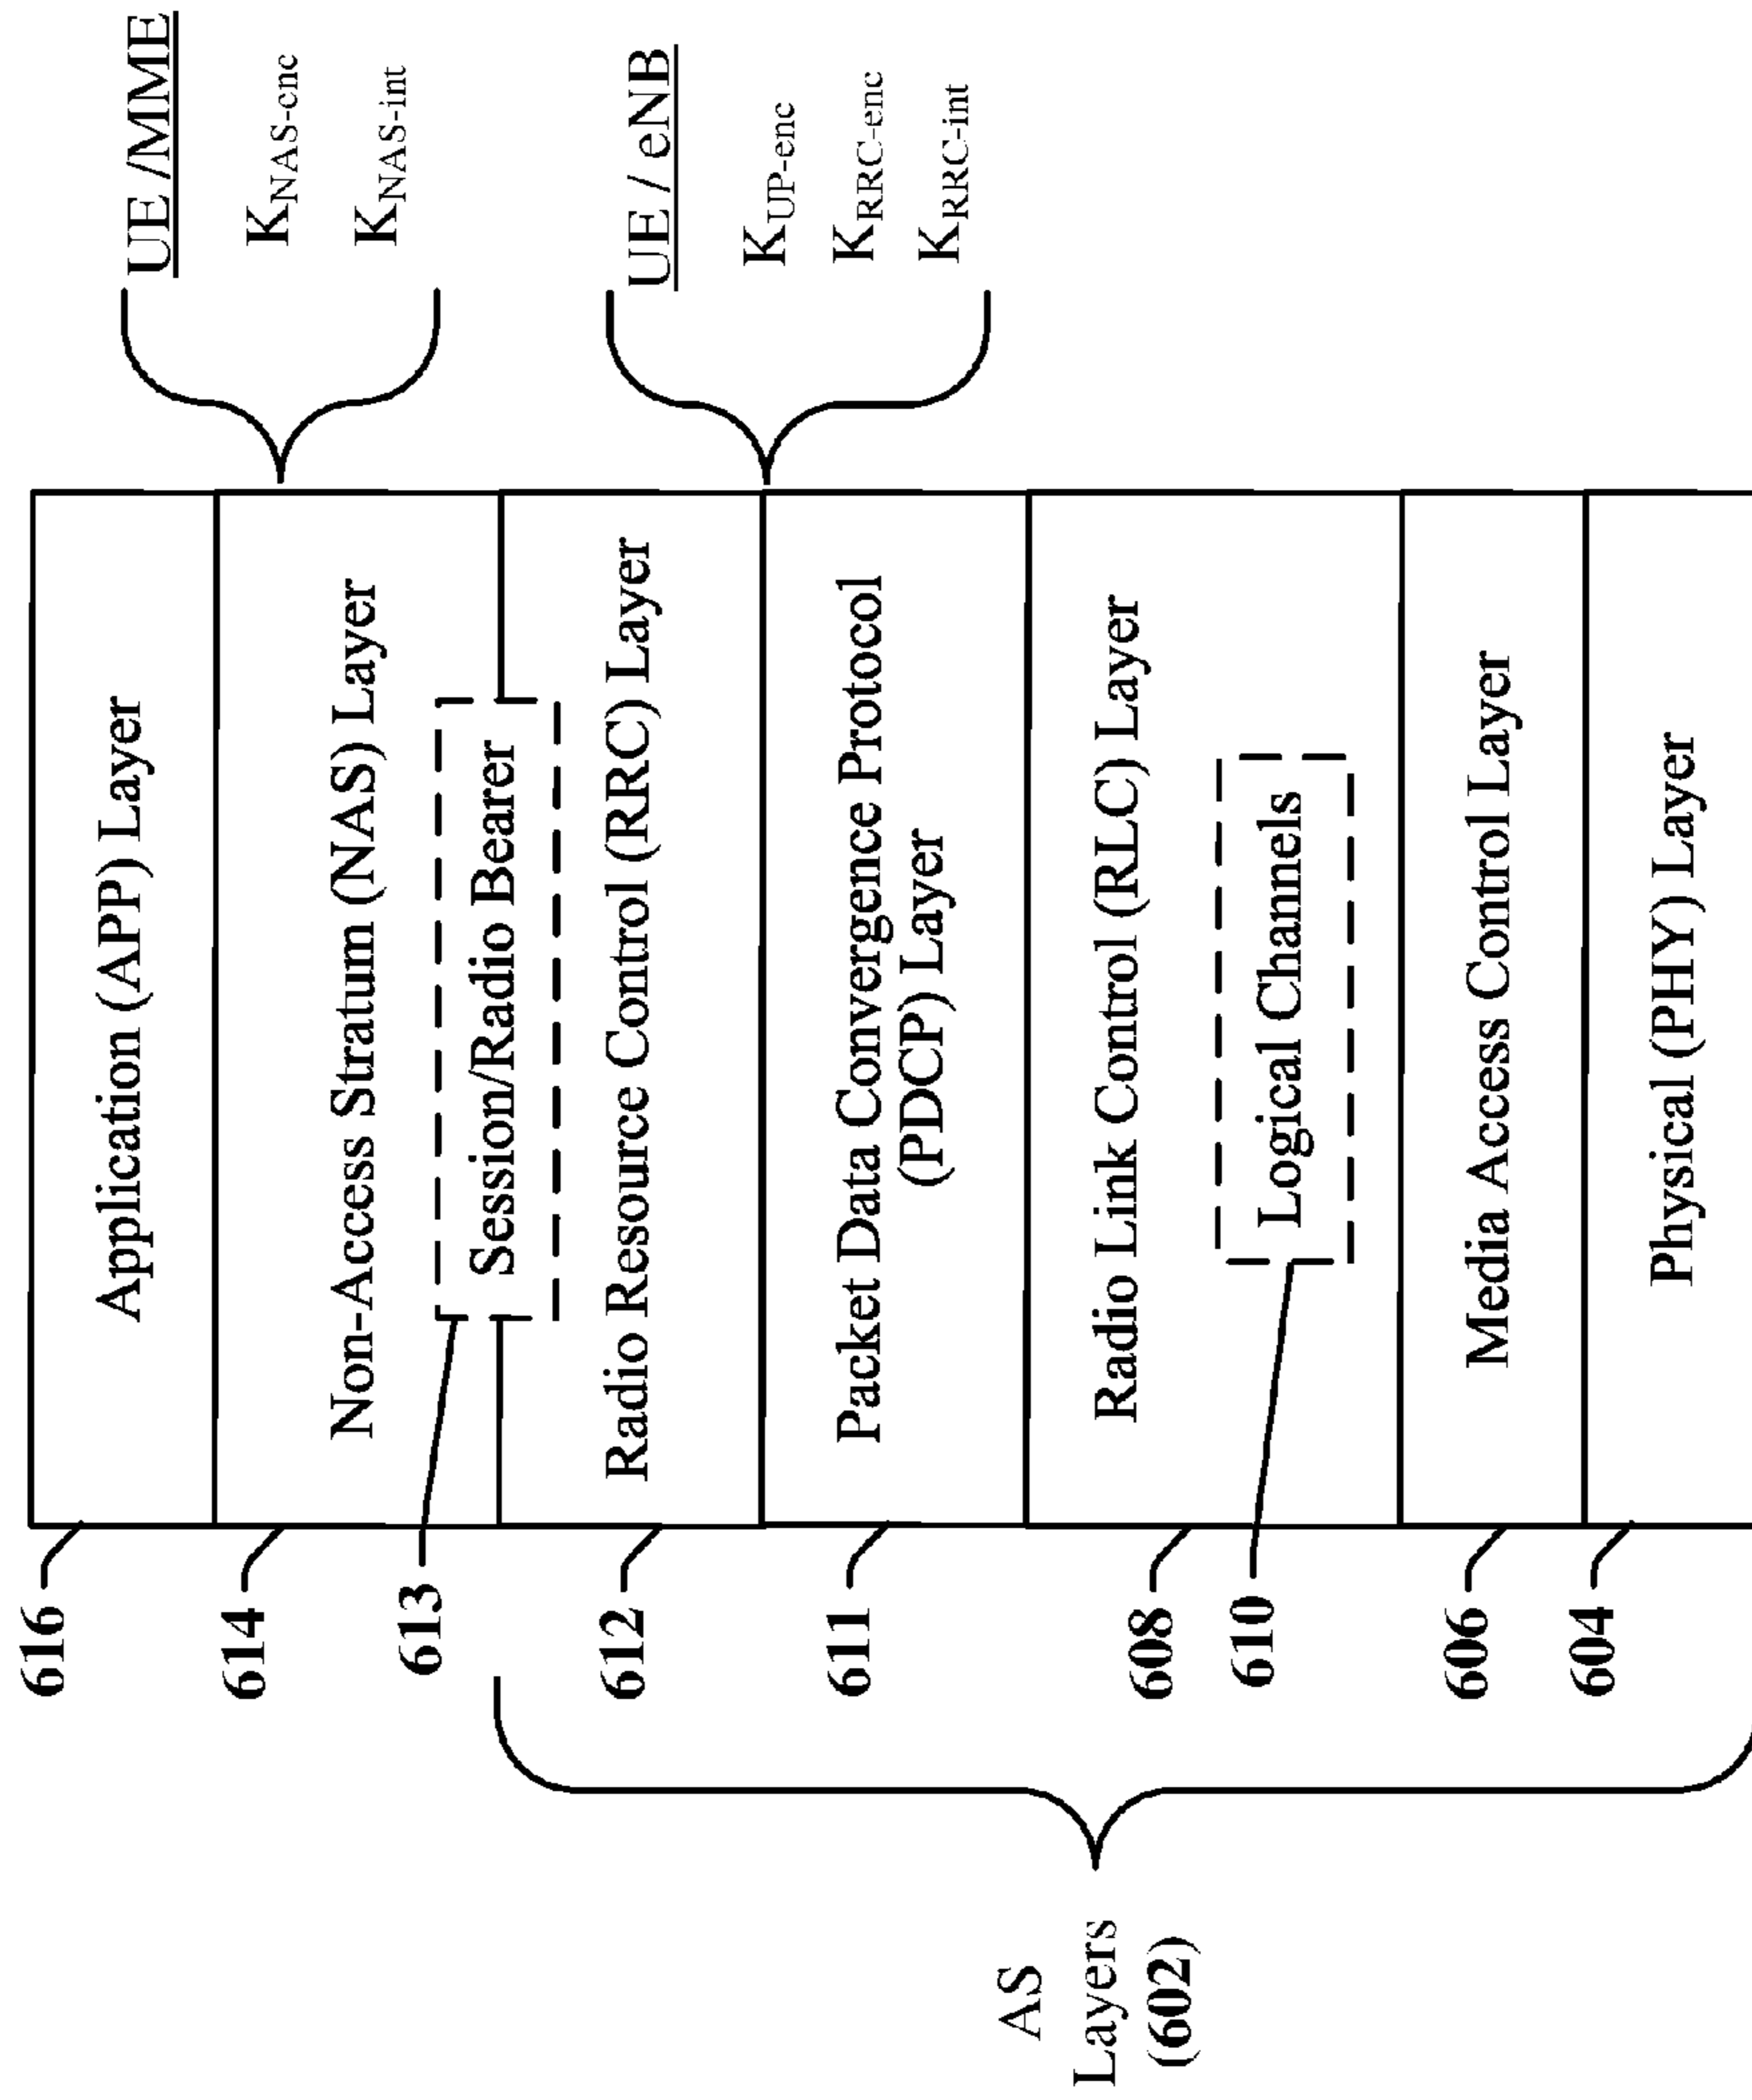 616
Application (APP) Layer
614
Non-Access Stratum (NAS) Layer
613
Session/Radio Bearer
612
Radio Resource Control (RRC) Layer
611
Packet Data Convergence Protocol
(PDCP) Layer
608
Radio Link Control (RLC) Layer
610
Logical Channels
606
Media Access Control Layer
604
Physical (PHY) Layer
AS
Layers
(602)
UE /MME
KNAS-enc
KNAS-int
UE / eNB
KUP-enc
KRRC-enc
KRRC-int